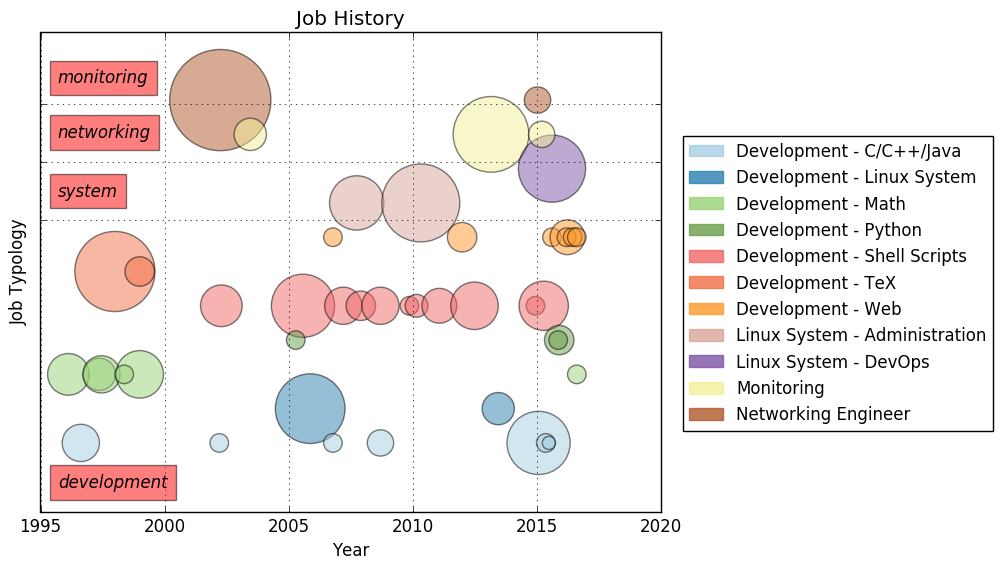 Job History
monitoring
networking
system
development
Job Typology
1995 2000 2005 2010 2015 2020
Year
Development - C/C++/Java
Development - Linux System
Development - Math
Development - Python
Development - Shell Scripts
Development - TeX
Development - Web
Linux System - Administration
Linux System - DevOps
Monitoring
Networking Engineer